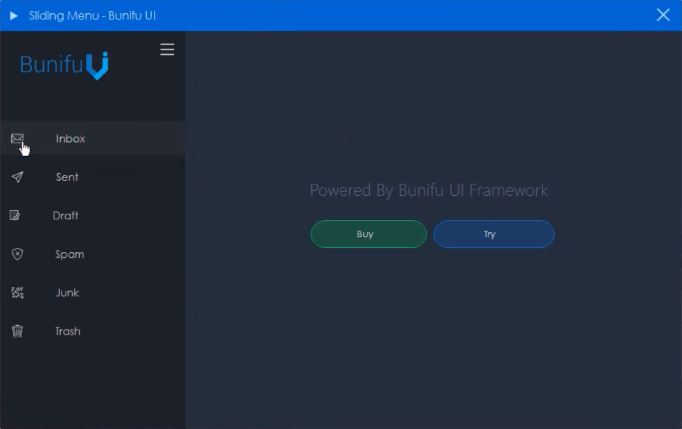 Sliding Menu - Bunifu UI
Bunifu Ui
Inbox
Sent
Draft
Spam
Junk
Trash
Powered By Bunifu UI Framework
Buy
Try